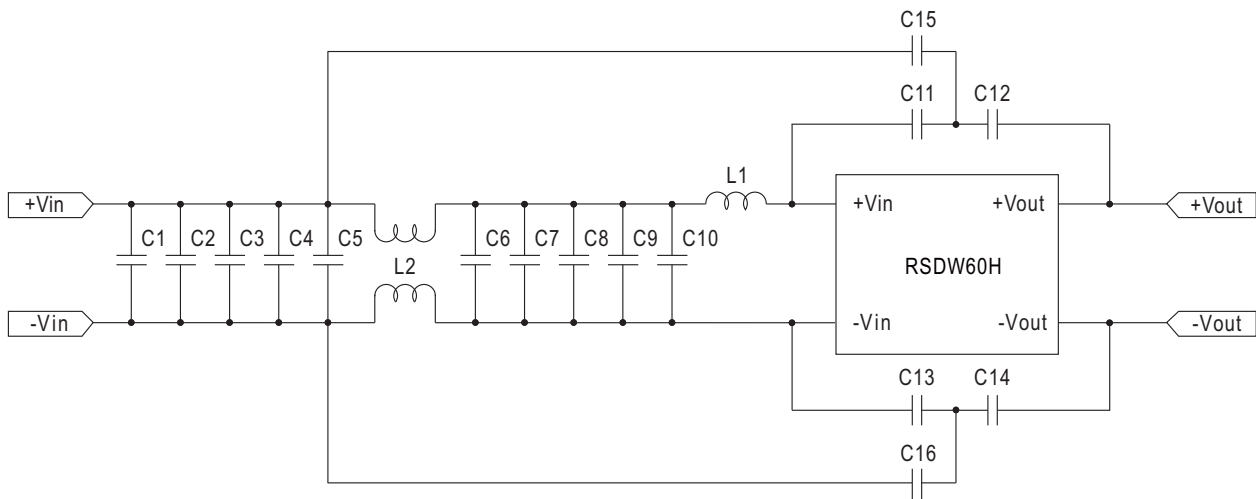 C15
C11 C12
L1
+Vin +Vin +Vout +Vout
C1 C2 C3 C4 C5 C6 C7 C8 C9 C10
L2 RSDW60H
-Vin -Vin -Vout -Vout
C13 C14
C16